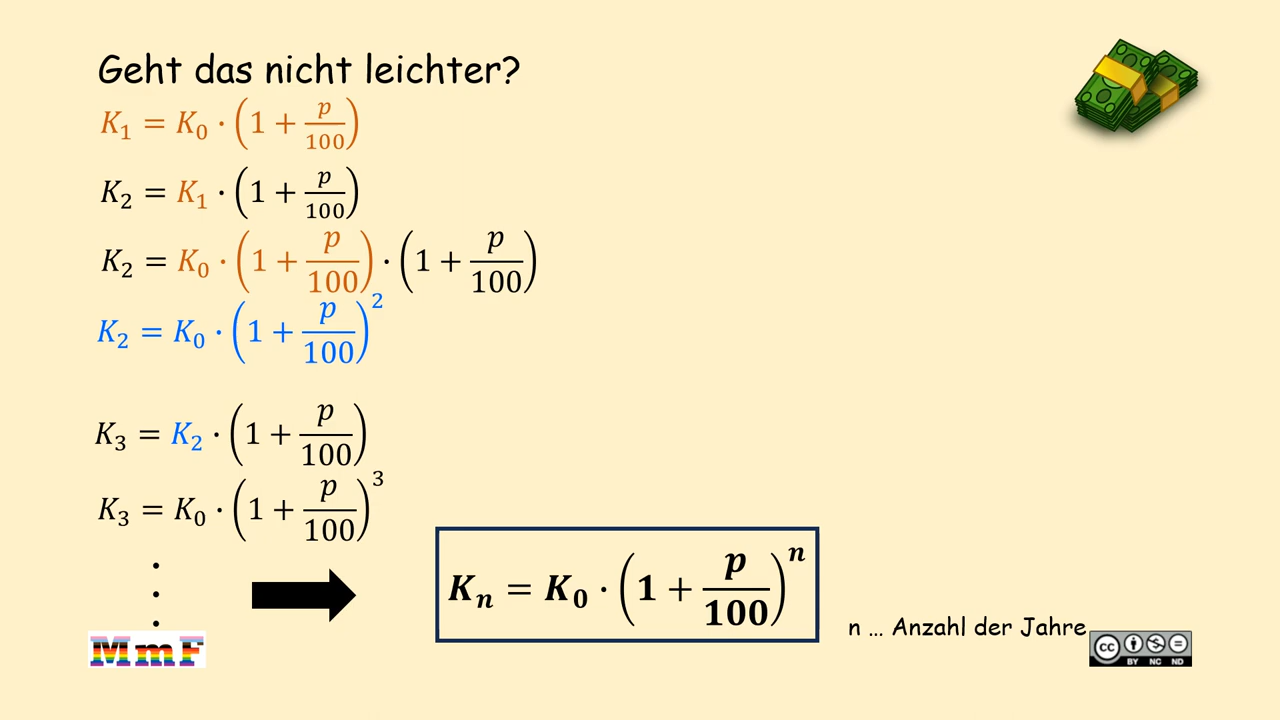 Geht das nicht leichter?
K₁ = K₀ · (1 + p/100)
K₂ = K₁ · (1 + p/100)
K₂ = K₀ · (1 + p/100) · (1 + p/100)
K₂ = K₀ · (1 + p/100)²
K₃ = K₂ · (1 + p/100)
K₃ = K₀ · (1 + p/100)³
Kₙ = K₀ · (1 + p/100)ⁿ
n ... Anzahl der Jahre
MmF
cc
BY NC ND